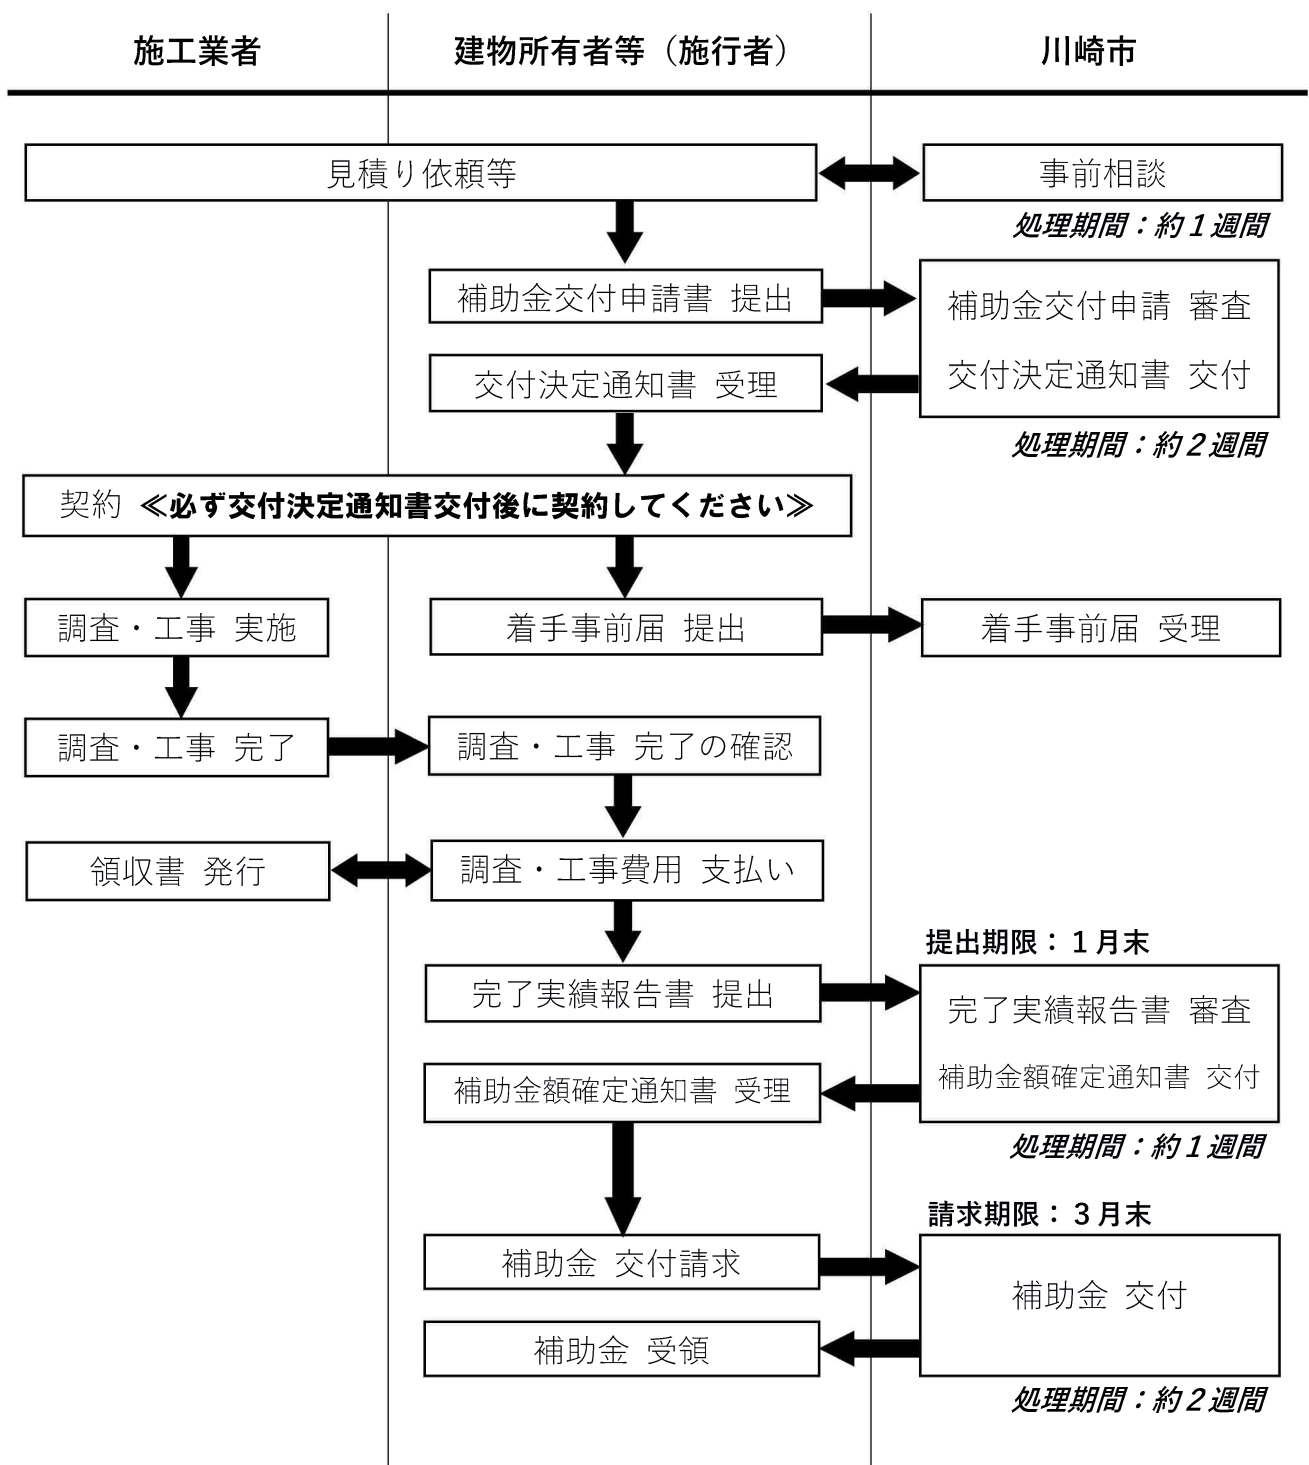 施工業者
建物所有者等（施行者）
川崎市
見積り依頼等
事前相談
処理期間：約１週間
補助金交付申請書 提出
補助金交付申請 審査
交付決定通知書 受理
交付決定通知書 交付
処理期間：約２週間
契約 ≪必ず交付決定通知書交付後に契約してください≫
調査・工事 実施
着手事前届 提出
着手事前届 受理
調査・工事 完了
調査・工事 完了の確認
領収書 発行
調査・工事費用 支払い
提出期限：１月末
完了実績報告書 提出
完了実績報告書 審査
補助金額確定通知書 受理
補助金額確定通知書 交付
処理期間：約１週間
請求期限：３月末
補助金 交付請求
補助金 交付
補助金 受領
処理期間：約２週間